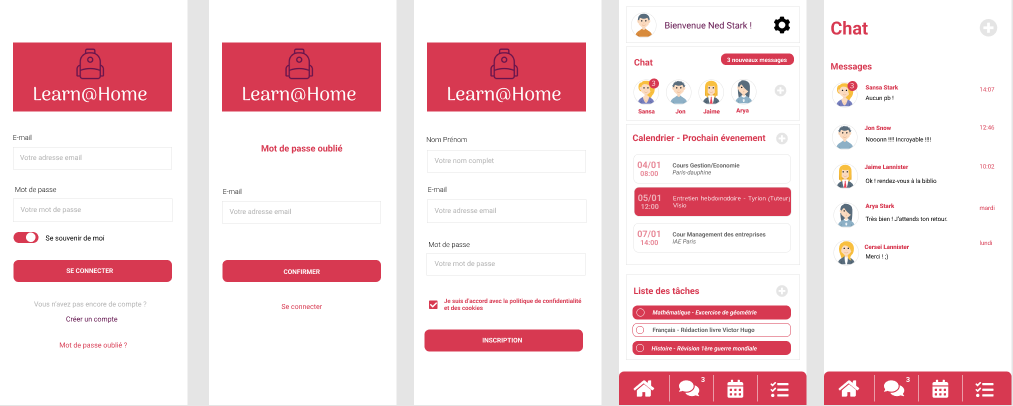 Learn@Home
E-mail
Votre adresse email
Mot de passe
Votre mot de passe
Se souvenir de moi
SE CONNECTER
Vous n'avez pas encore de compte ?
Créer un compte
Mot de passe oublié ?
Learn@Home
Mot de passe oublié
E-mail
Votre adresse email
CONFIRMER
Se connecter
Learn@Home
Nom Prénom
Votre nom complet
E-mail
Votre adresse email
Mot de passe
Votre mot de passe
Je suis d'accord avec la politique de confidentialité
et des cookies
INSCRIPTION
Bienvenue Ned Stark !
Chat
3 nouveaux messages
3
Sansa
Jon
Jaime
Arya
Calendrier - Prochain évenement
04/01
08:00
Cours Gestion/Economie
Paris-dauphine
05/01
12:00
Entretien hebdomadaire - Tyrion (Tuteur)
Visio
07/01
14:00
Cour Management des entreprises
IAE Paris
Liste des tâches
Mathématique - Excercice de géométrie
Français - Rédaction livre Victor Hugo
Histoire - Révision 1ère guerre mondiale
3
Chat
Messages
3
Sansa Stark
14:07
Aucun pb !
Jon Snow
12:46
Nooonn !!!! Incroyable !!!!
Jaime Lannister
10:02
Ok ! rendez-vous à la biblio.
Arya Stark
mardi
Très bien ! J'attends ton retour.
Cersei Lannister
lundi
Merci ! ;)
3